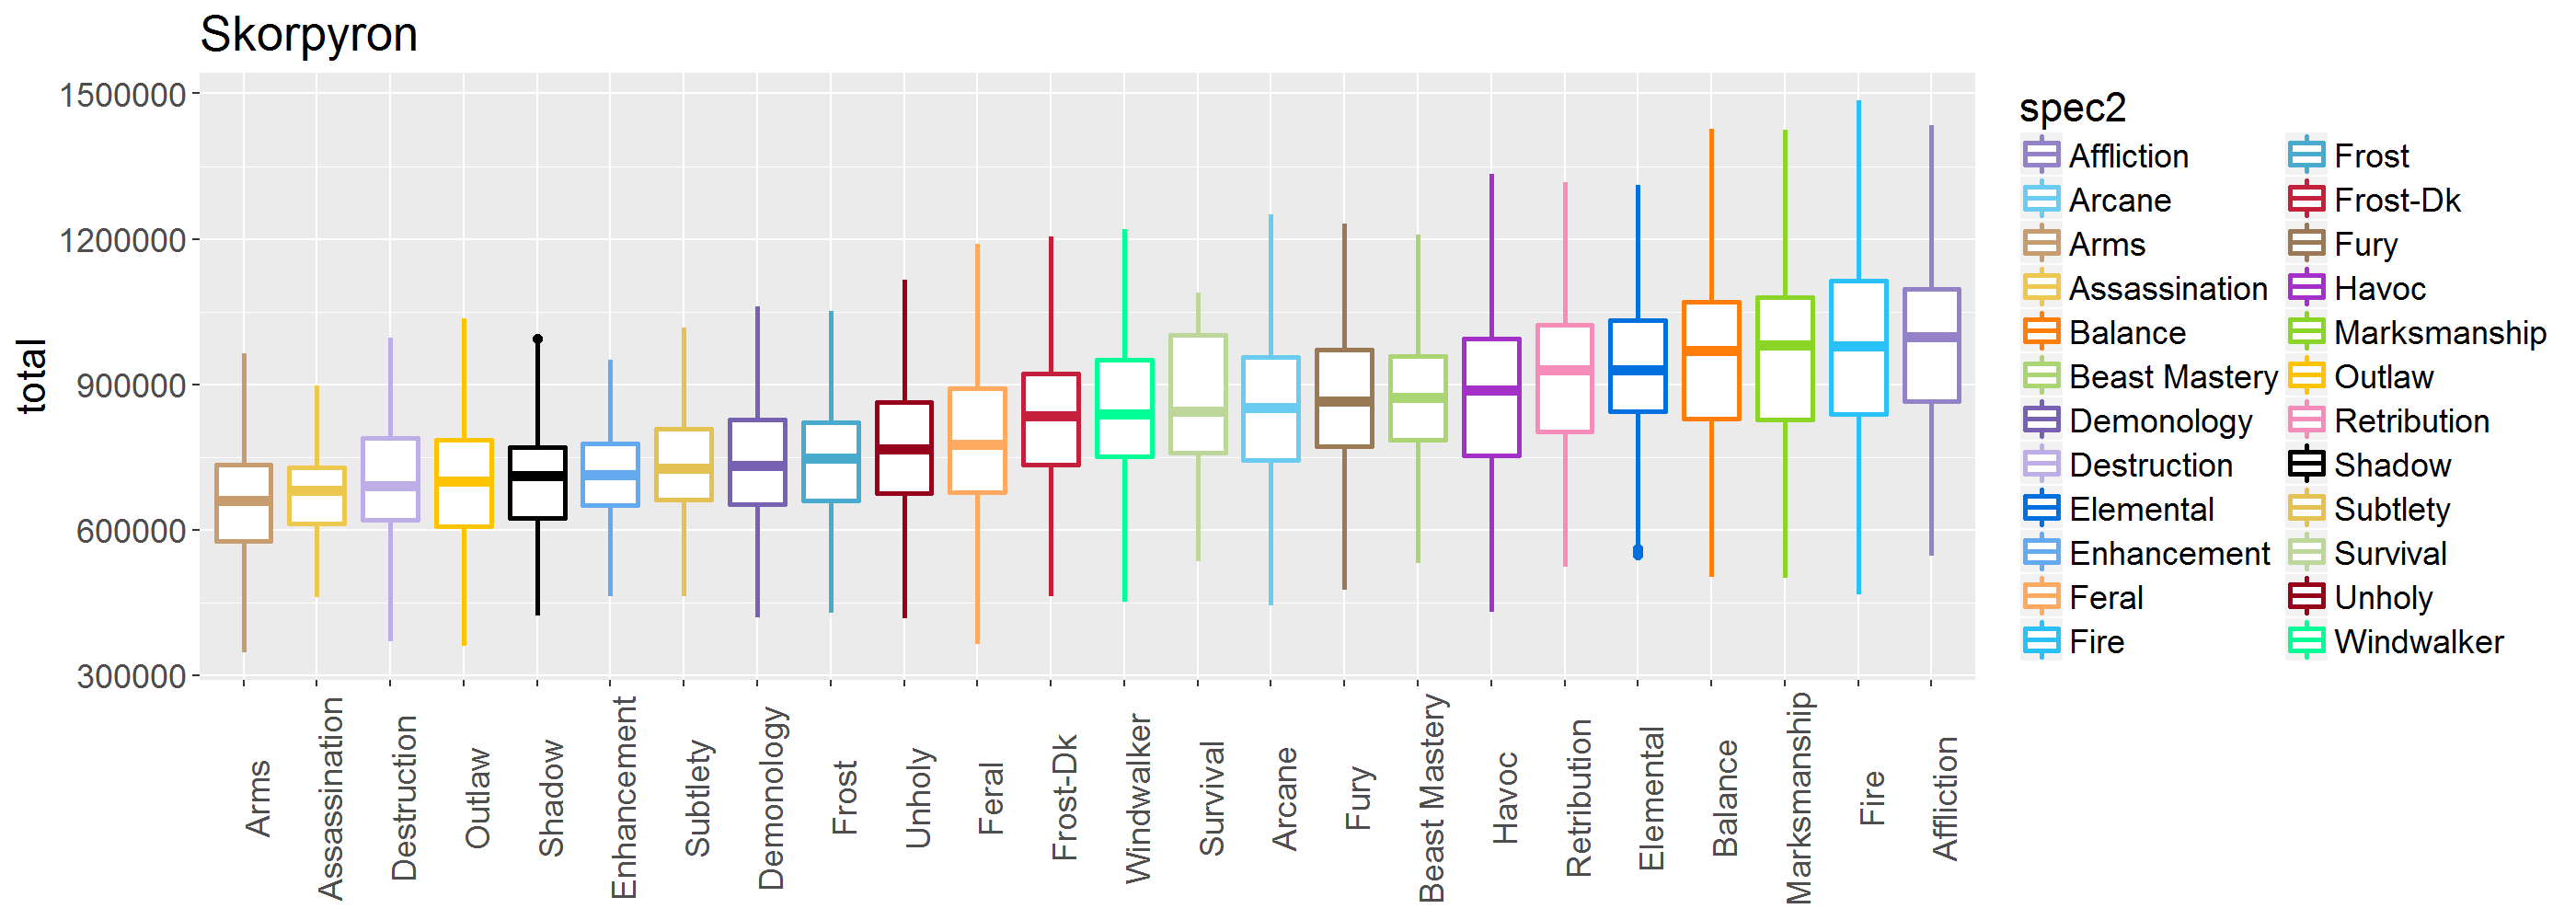 Skorpyron
1500000
1200000
900000
600000
300000
total
Arms
Assassination
Destruction
Outlaw
Shadow
Enhancement
Subtlety
Demonology
Frost
Unholy
Feral
Frost-Dk
Windwalker
Survival
Arcane
Fury
Beast Mastery
Havoc
Retribution
Elemental
Balance
Marksmanship
Fire
Affliction
spec2
Affliction
Arcane
Arms
Assassination
Balance
Beast Mastery
Demonology
Destruction
Elemental
Enhancement
Feral
Fire
Frost
Frost-Dk
Fury
Havoc
Marksmanship
Outlaw
Retribution
Shadow
Subtlety
Survival
Unholy
Windwalker